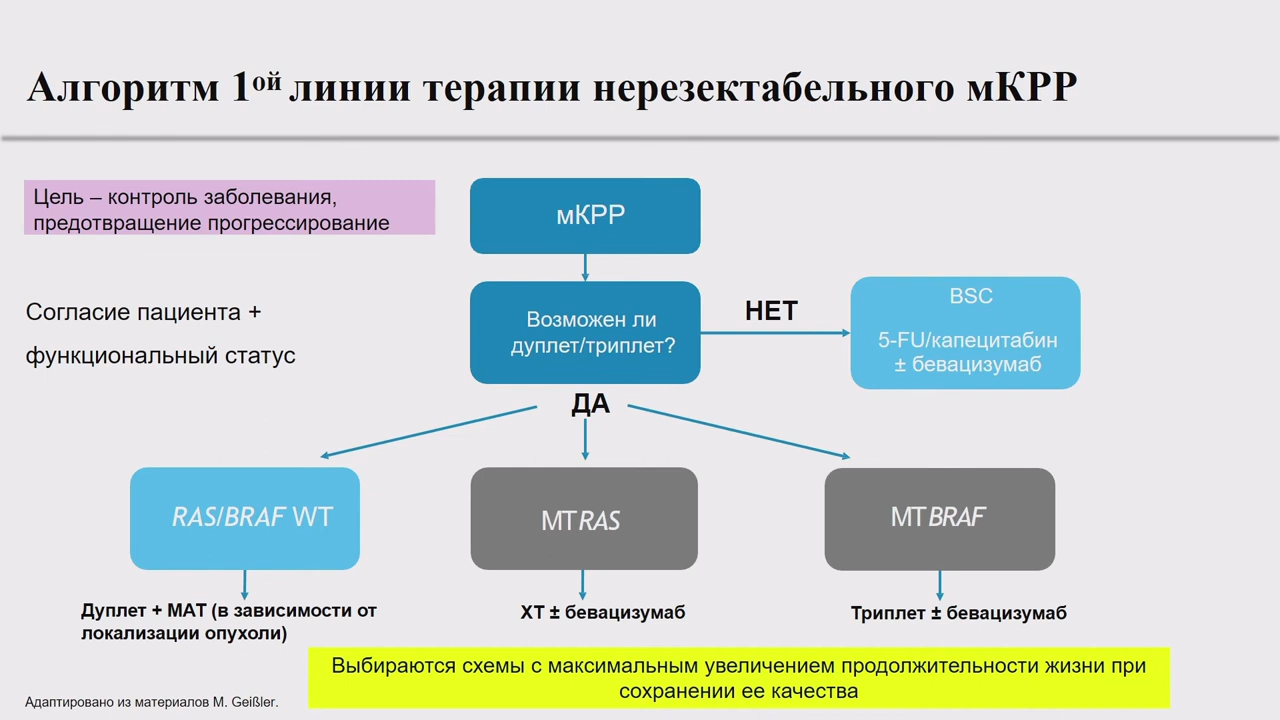 Алгоритм 1ой линии терапии нерезектабельного мКРР
Цель – контроль заболевания,
предотвращение прогрессирование
мКРР
Согласие пациента +
функциональный статус
Возможен ли
дуплет/триплет?
НЕТ
BSC
5-FU/капецитабин
± бевацизумаб
ДА
RAS/BRAF WT
MT RAS
MT BRAF
Дуплет + МАТ (в зависимости от
локализации опухоли)
ХТ ± бевацизумаб
Триплет ± бевацизумаб
Выбираются схемы с максимальным увеличением продолжительности жизни при
сохранении ее качества
Адаптировано из материалов M. Geißler.